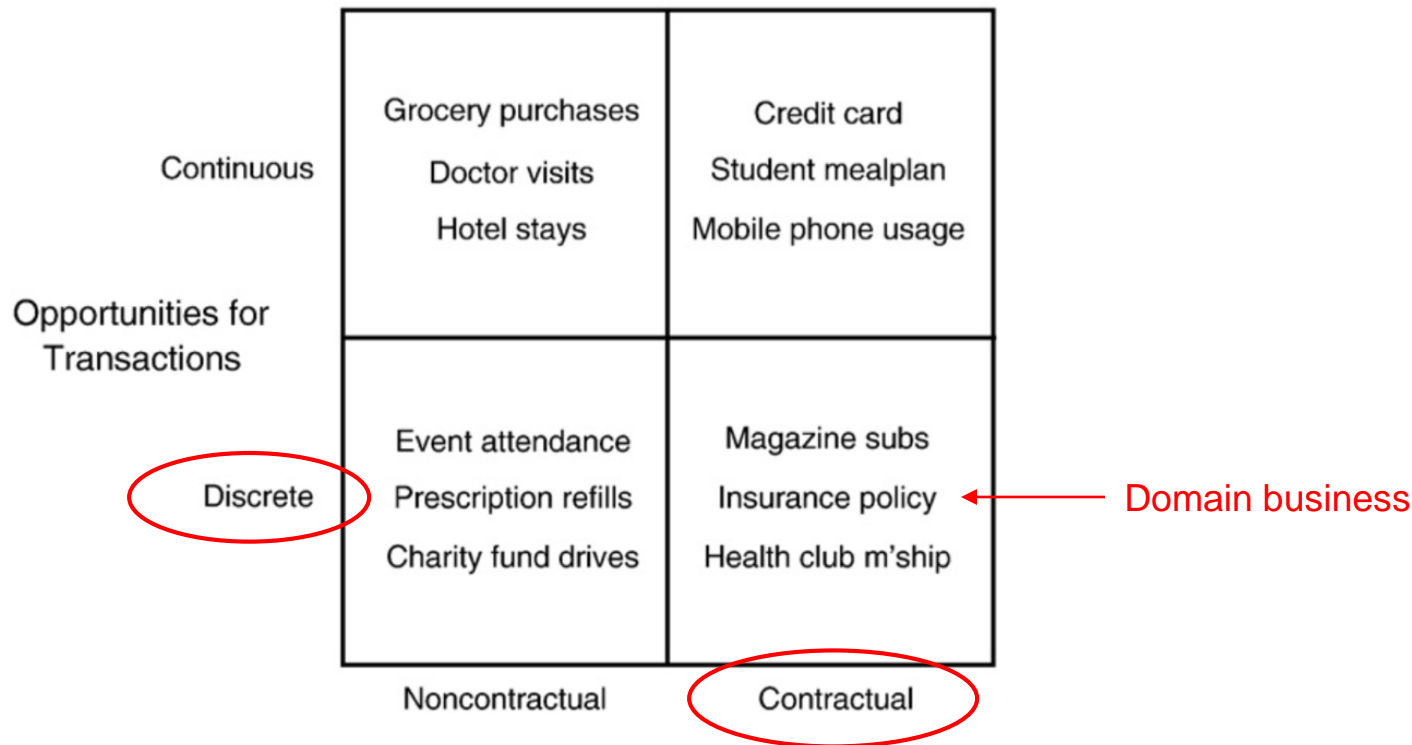 Grocery purchases
Credit card
Continuous
Doctor visits
Student mealplan
Hotel stays
Mobile phone usage
Opportunities for
Transactions
Event attendance
Magazine subs
Discrete
Prescription refills
Insurance policy
Domain business
Charity fund drives
Health club m'ship
Noncontractual
Contractual